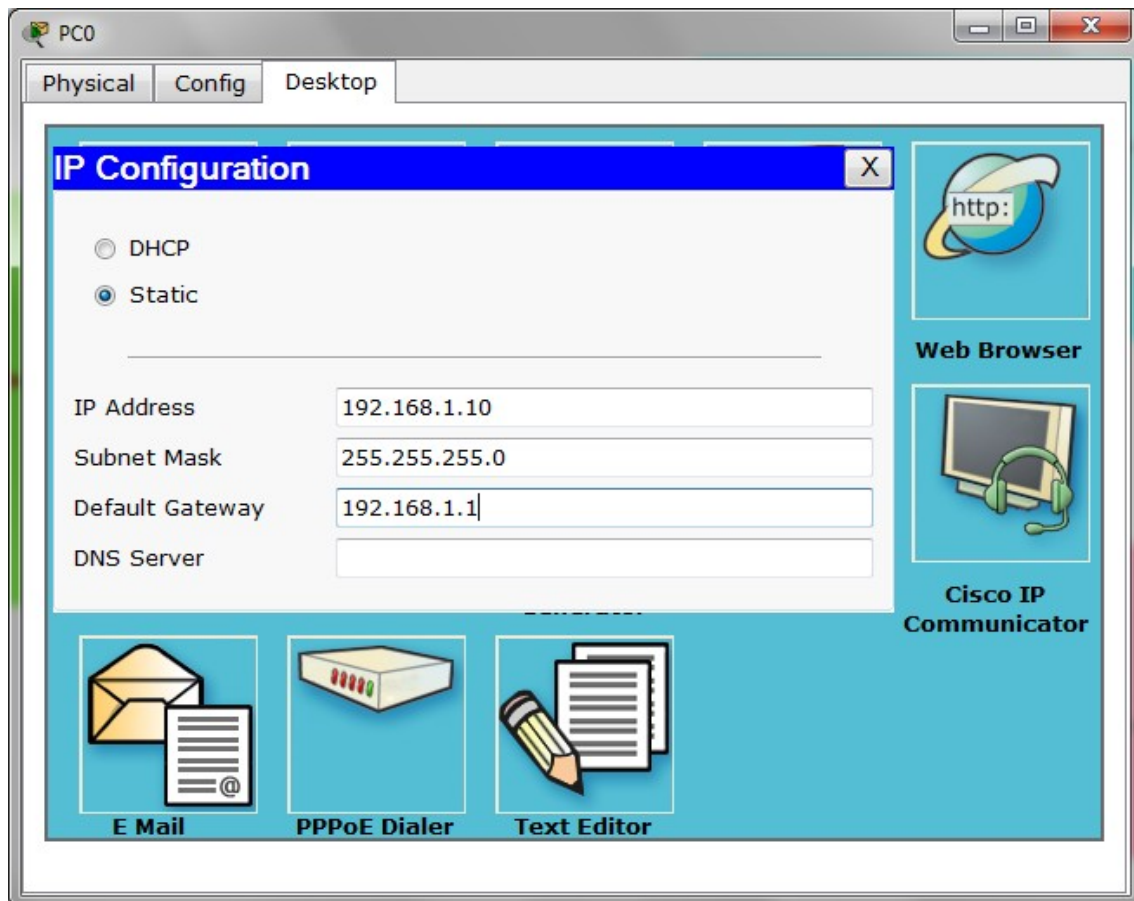 PC0
X
Physical Config Desktop
IP Configuration X
http:
DHCP
Static
Web Browser
IP Address 192.168.1.10
Subnet Mask 255.255.255.0
Default Gateway 192.168.1.1
DNS Server
Cisco IP
Communicator
@
E Mail PPPoE Dialer Text Editor